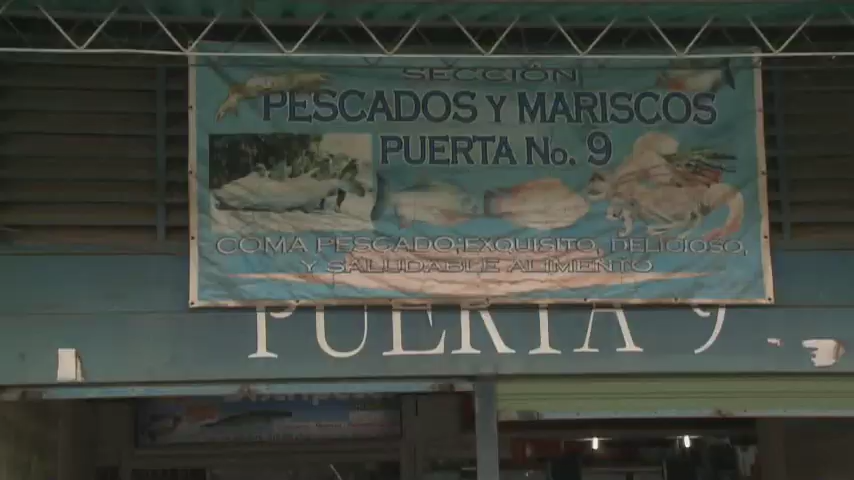 SECCIÓN
PESCADOS Y MARISCOS
PUERTA No. 9
COMA PESCADO; EXQUISITO, DELICIOSO,
Y SALUDABLE ALIMENTO
PUERTA 9